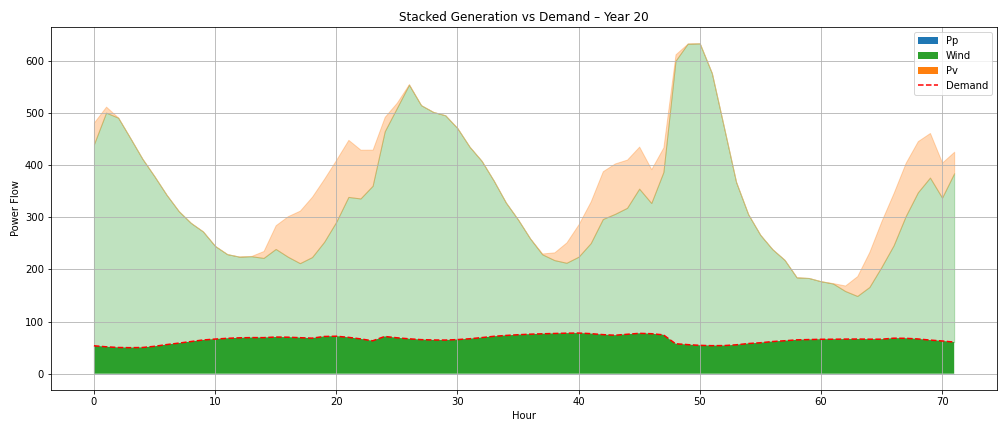 Stacked Generation vs Demand – Year 20
Pp
Wind
Pv
Demand
Power Flow
600
500
400
300
200
100
0
0 10 20 30 40 50 60 70
Hour